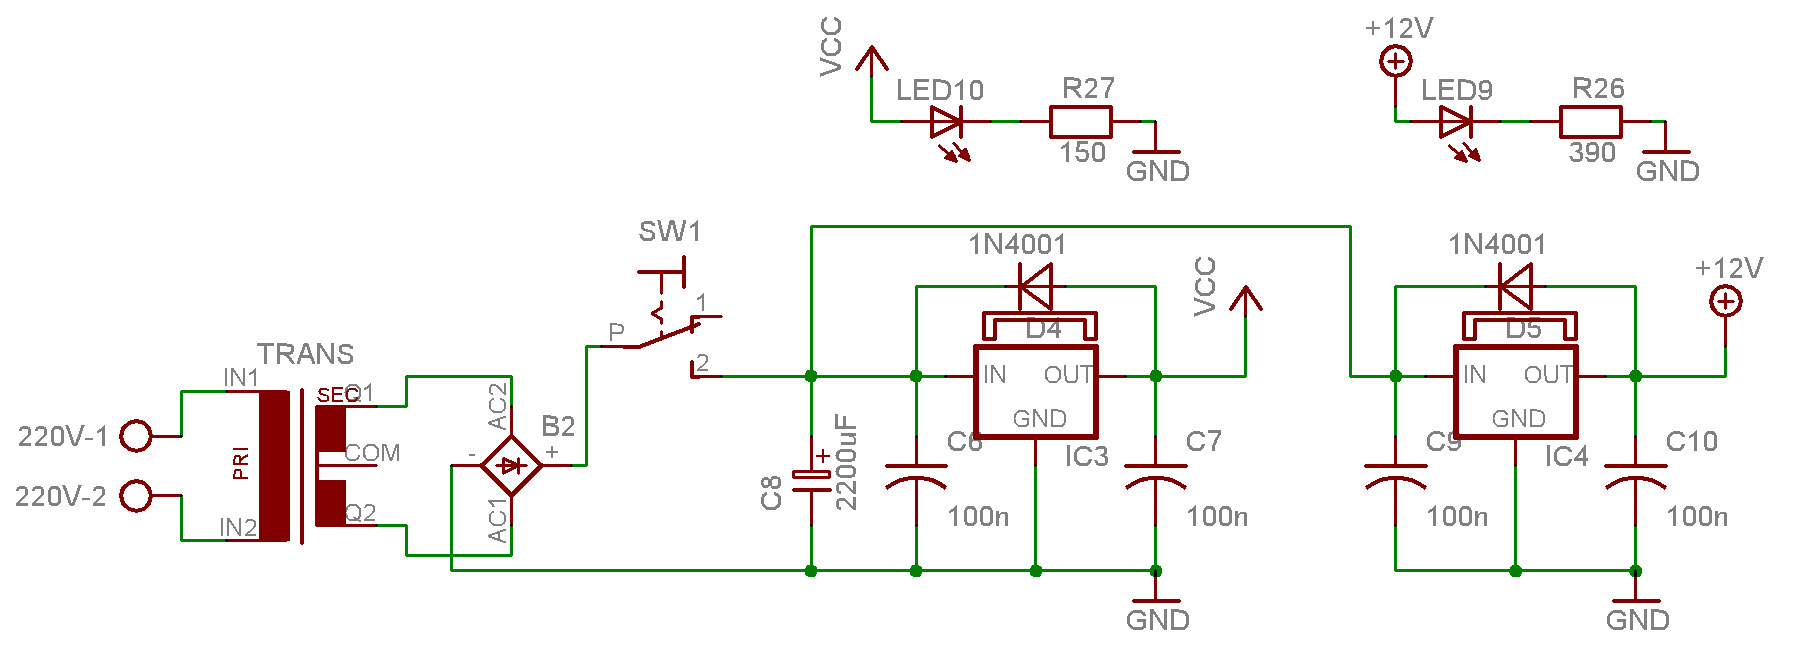 VCC
LED10
R27
150
GND
+12V
LED9
R26
390
GND
SW1
P
1
2
1N4001
D4
VCC
1N4001
D5
+12V
TRANS
IN1
SEC
Q1
220V-1
PRI
COM
220V-2
IN2
Q2
AC2
B2
-
+
AC1
C8
+
2200uF
IN
OUT
GND
IC3
C6
100n
C7
100n
GND
IN
OUT
GND
IC4
C9
100n
C10
100n
GND